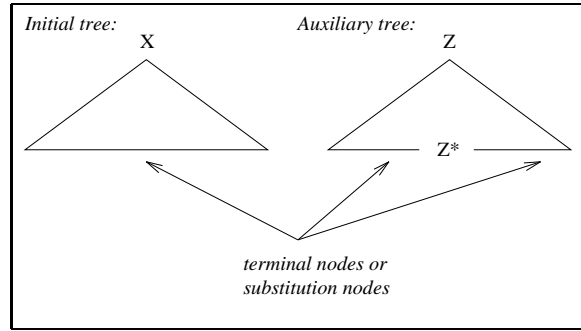 Initial tree:
Auxiliary tree:
X
Z
Z*
terminal nodes or
substitution nodes